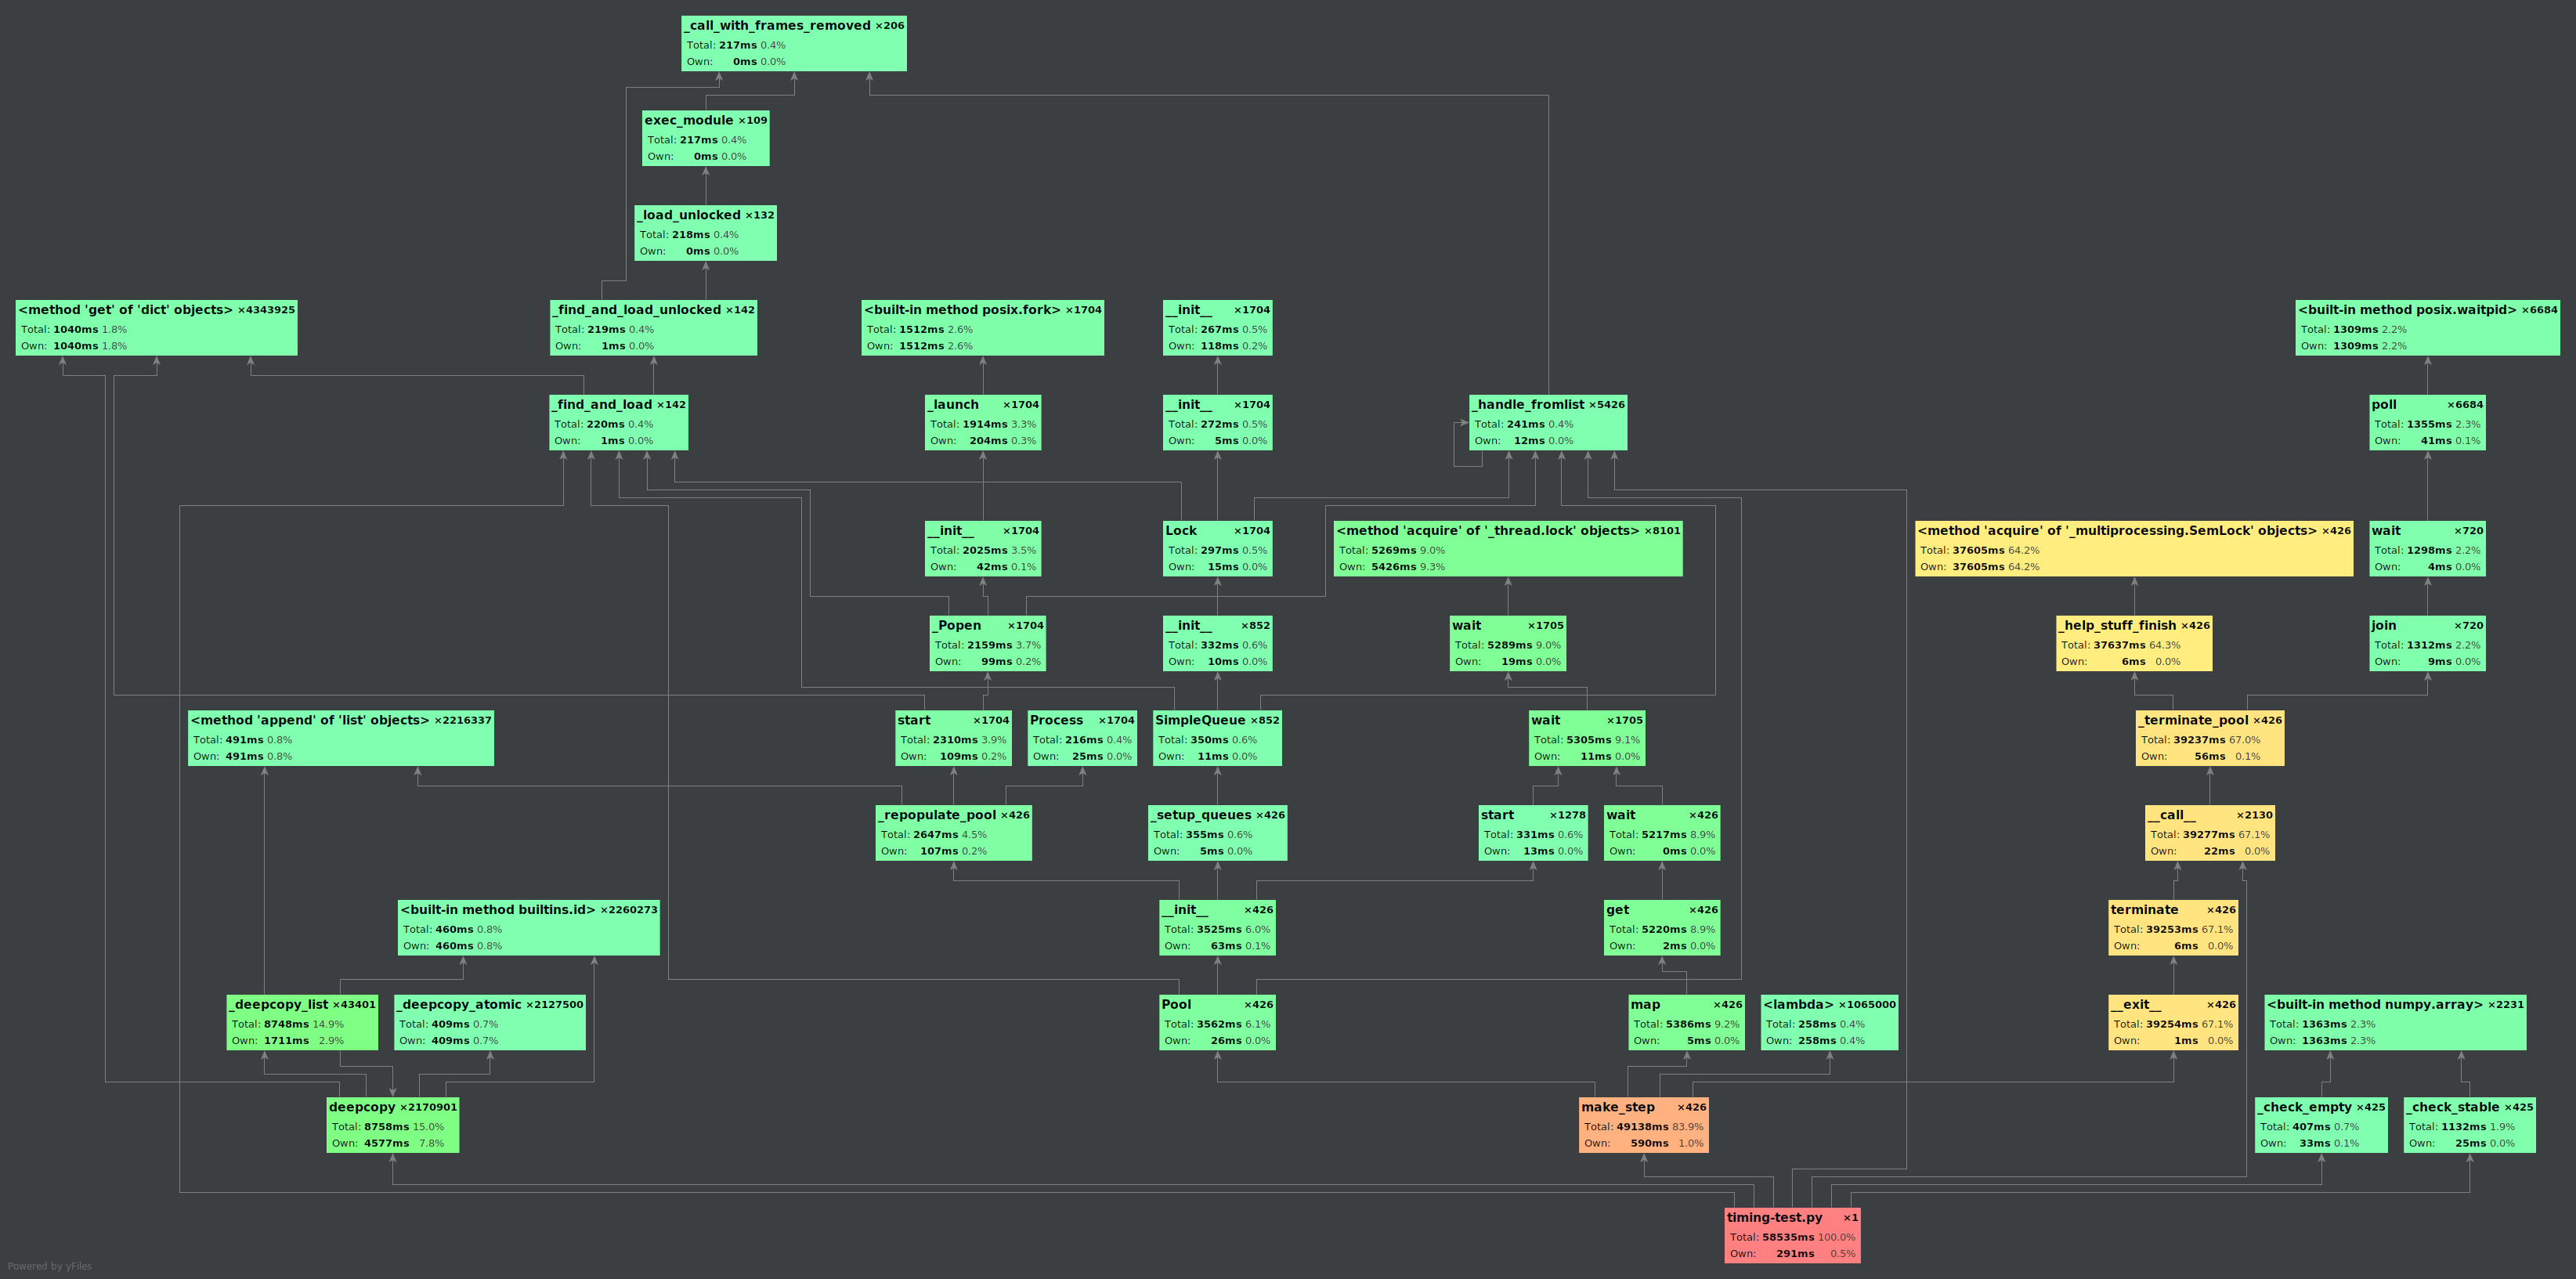 _call_with_frames_removed ×206
Total: 217ms 0.4%
Own: 0ms 0.0%
exec_module ×109
Total: 217ms 0.4%
Own: 0ms 0.0%
_load_unlocked ×132
Total: 218ms 0.4%
Own: 0ms 0.0%
<method 'get' of 'dict' objects> ×4343925
Total: 1040ms 1.8%
Own: 1040ms 1.8%
_find_and_load_unlocked ×142
Total: 219ms 0.4%
Own: 1ms 0.0%
<built-in method posix.fork> ×1704
Total: 1512ms 2.6%
Own: 1512ms 2.6%
__init__ ×1704
Total: 267ms 0.5%
Own: 118ms 0.2%
<built-in method posix.waitpid> ×6684
Total: 1309ms 2.2%
Own: 1309ms 2.2%
_find_and_load ×142
Total: 220ms 0.4%
Own: 1ms 0.0%
_launch ×1704
Total: 1914ms 3.3%
Own: 204ms 0.3%
__init__ ×1704
Total: 272ms 0.5%
Own: 5ms 0.0%
_handle_fromlist ×5426
Total: 241ms 0.4%
Own: 12ms 0.0%
poll ×6684
Total: 1355ms 2.3%
Own: 41ms 0.1%
__init__ ×1704
Total: 2025ms 3.5%
Own: 42ms 0.1%
Lock ×1704
Total: 297ms 0.5%
Own: 15ms 0.0%
<method 'acquire' of '_thread.lock' objects> ×8101
Total: 5269ms 9.0%
Own: 5426ms 9.3%
<method 'acquire' of '_multiprocessing.SemLock' objects> ×426
Total: 37605ms 64.2%
Own: 37605ms 64.2%
wait ×720
Total: 1298ms 2.2%
Own: 4ms 0.0%
_Popen ×1704
Total: 2159ms 3.7%
Own: 99ms 0.2%
__init__ ×852
Total: 332ms 0.6%
Own: 10ms 0.0%
wait ×1705
Total: 5289ms 9.0%
Own: 19ms 0.0%
_help_stuff_finish ×426
Total: 37637ms 64.3%
Own: 6ms 0.0%
join ×720
Total: 1312ms 2.2%
Own: 9ms 0.0%
<method 'append' of 'list' objects> ×2216337
Total: 491ms 0.8%
Own: 491ms 0.8%
start ×1704
Total: 2310ms 3.9%
Own: 109ms 0.2%
Process ×1704
Total: 216ms 0.4%
Own: 25ms 0.0%
SimpleQueue ×852
Total: 350ms 0.6%
Own: 11ms 0.0%
wait ×1705
Total: 5305ms 9.1%
Own: 11ms 0.0%
_terminate_pool ×426
Total: 39237ms 67.0%
Own: 56ms 0.1%
_repopulate_pool ×426
Total: 2647ms 4.5%
Own: 107ms 0.2%
_setup_queues ×426
Total: 355ms 0.6%
Own: 5ms 0.0%
start ×1278
Total: 331ms 0.6%
Own: 13ms 0.0%
wait ×426
Total: 5217ms 8.9%
Own: 0ms 0.0%
__call__ ×2130
Total: 39277ms 67.1%
Own: 22ms 0.0%
<built-in method builtins.id> ×2260273
Total: 460ms 0.8%
Own: 460ms 0.8%
__init__ ×426
Total: 3525ms 6.0%
Own: 63ms 0.1%
get ×426
Total: 5220ms 8.9%
Own: 2ms 0.0%
terminate ×426
Total: 39253ms 67.1%
Own: 6ms 0.0%
_deepcopy_list ×43401
Total: 8748ms 14.9%
Own: 1711ms 2.9%
_deepcopy_atomic ×2127500
Total: 409ms 0.7%
Own: 409ms 0.7%
Pool ×426
Total: 3562ms 6.1%
Own: 26ms 0.0%
map ×426
Total: 5386ms 9.2%
Own: 5ms 0.0%
<lambda> ×1065000
Total: 258ms 0.4%
Own: 258ms 0.4%
__exit__ ×426
Total: 39254ms 67.1%
Own: 1ms 0.0%
<built-in method numpy.array> ×2231
Total: 1363ms 2.3%
Own: 1363ms 2.3%
deepcopy ×2170901
Total: 8758ms 15.0%
Own: 4577ms 7.8%
make_step ×426
Total: 49138ms 83.9%
Own: 590ms 1.0%
_check_empty ×425
Total: 407ms 0.7%
Own: 33ms 0.1%
_check_stable ×425
Total: 1132ms 1.9%
Own: 25ms 0.0%
timing-test.py ×1
Total: 58535ms 100.0%
Own: 291ms 0.5%
Powered by yFiles